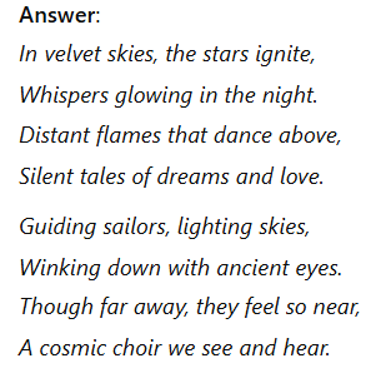 Answer:
In velvet skies, the stars ignite,
Whispers glowing in the night.
Distant flames that dance above,
Silent tales of dreams and love.
Guiding sailors, lighting skies,
Winking down with ancient eyes.
Though far away, they feel so near,
A cosmic choir we see and hear.